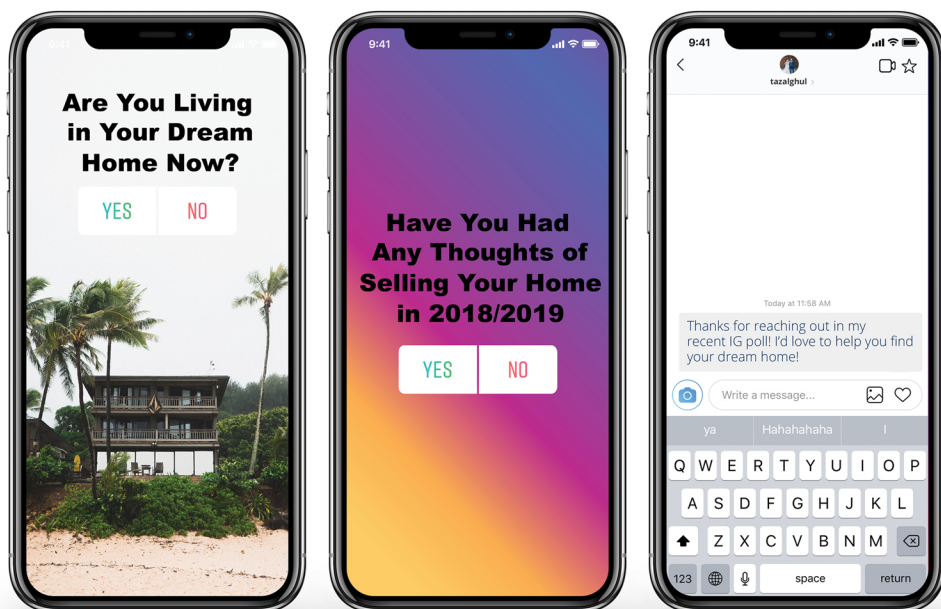 9:41
Are You Living
in Your Dream
Home Now?
YES NO
9:41
Have You Had
Any Thoughts of
Selling Your Home
in 2018/2019
YES NO
9:41
tazalghul
Today at 11:58 AM
Thanks for reaching out in my
recent IG poll! I'd love to help you find
your dream home!
Write a message...
ya Hahahahaha I
Q W E R T Y U I O P
A S D F G H J K L
Z X C V B N M
123 space return